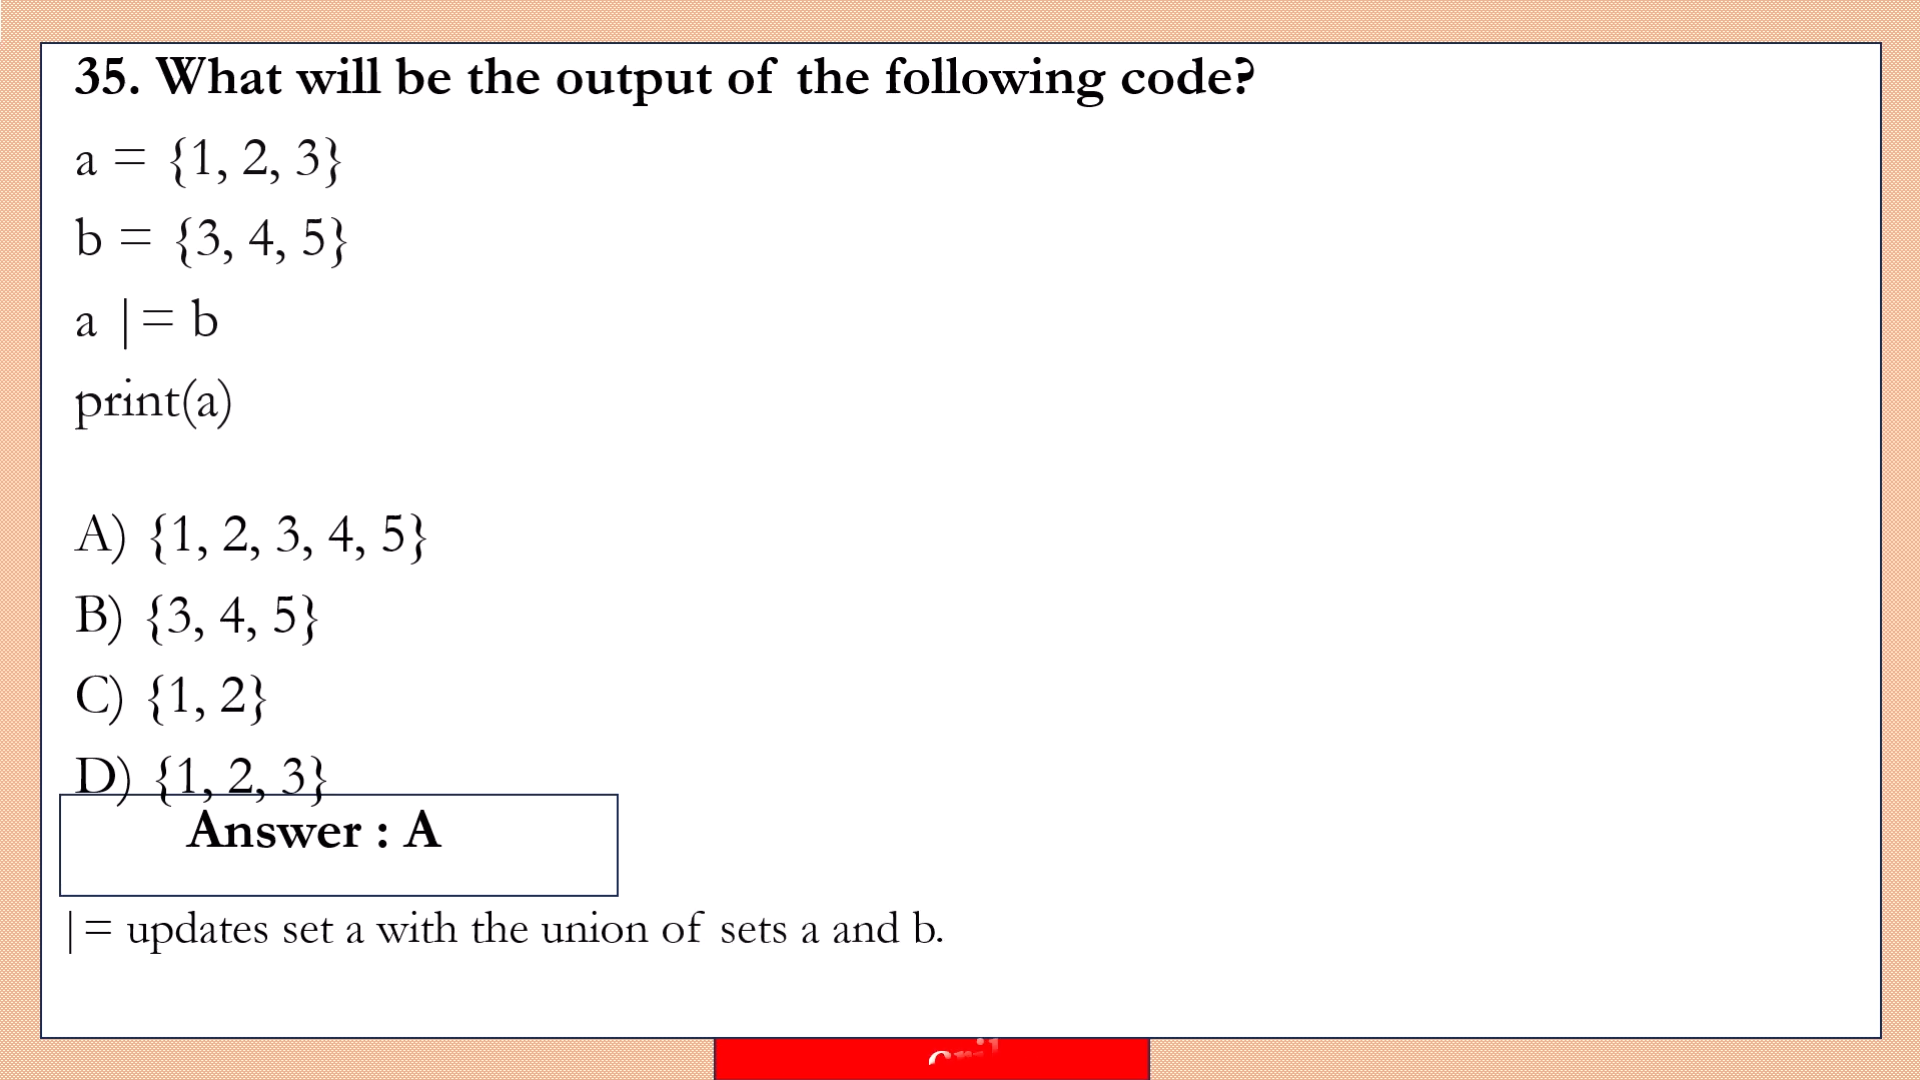 35. What will be the output of the following code?
a = {1, 2, 3}
b = {3, 4, 5}
a |= b
print(a)
A) {1, 2, 3, 4, 5}
B) {3, 4, 5}
C) {1, 2}
D) {1, 2, 3}
Answer : A
|= updates set a with the union of sets a and b.